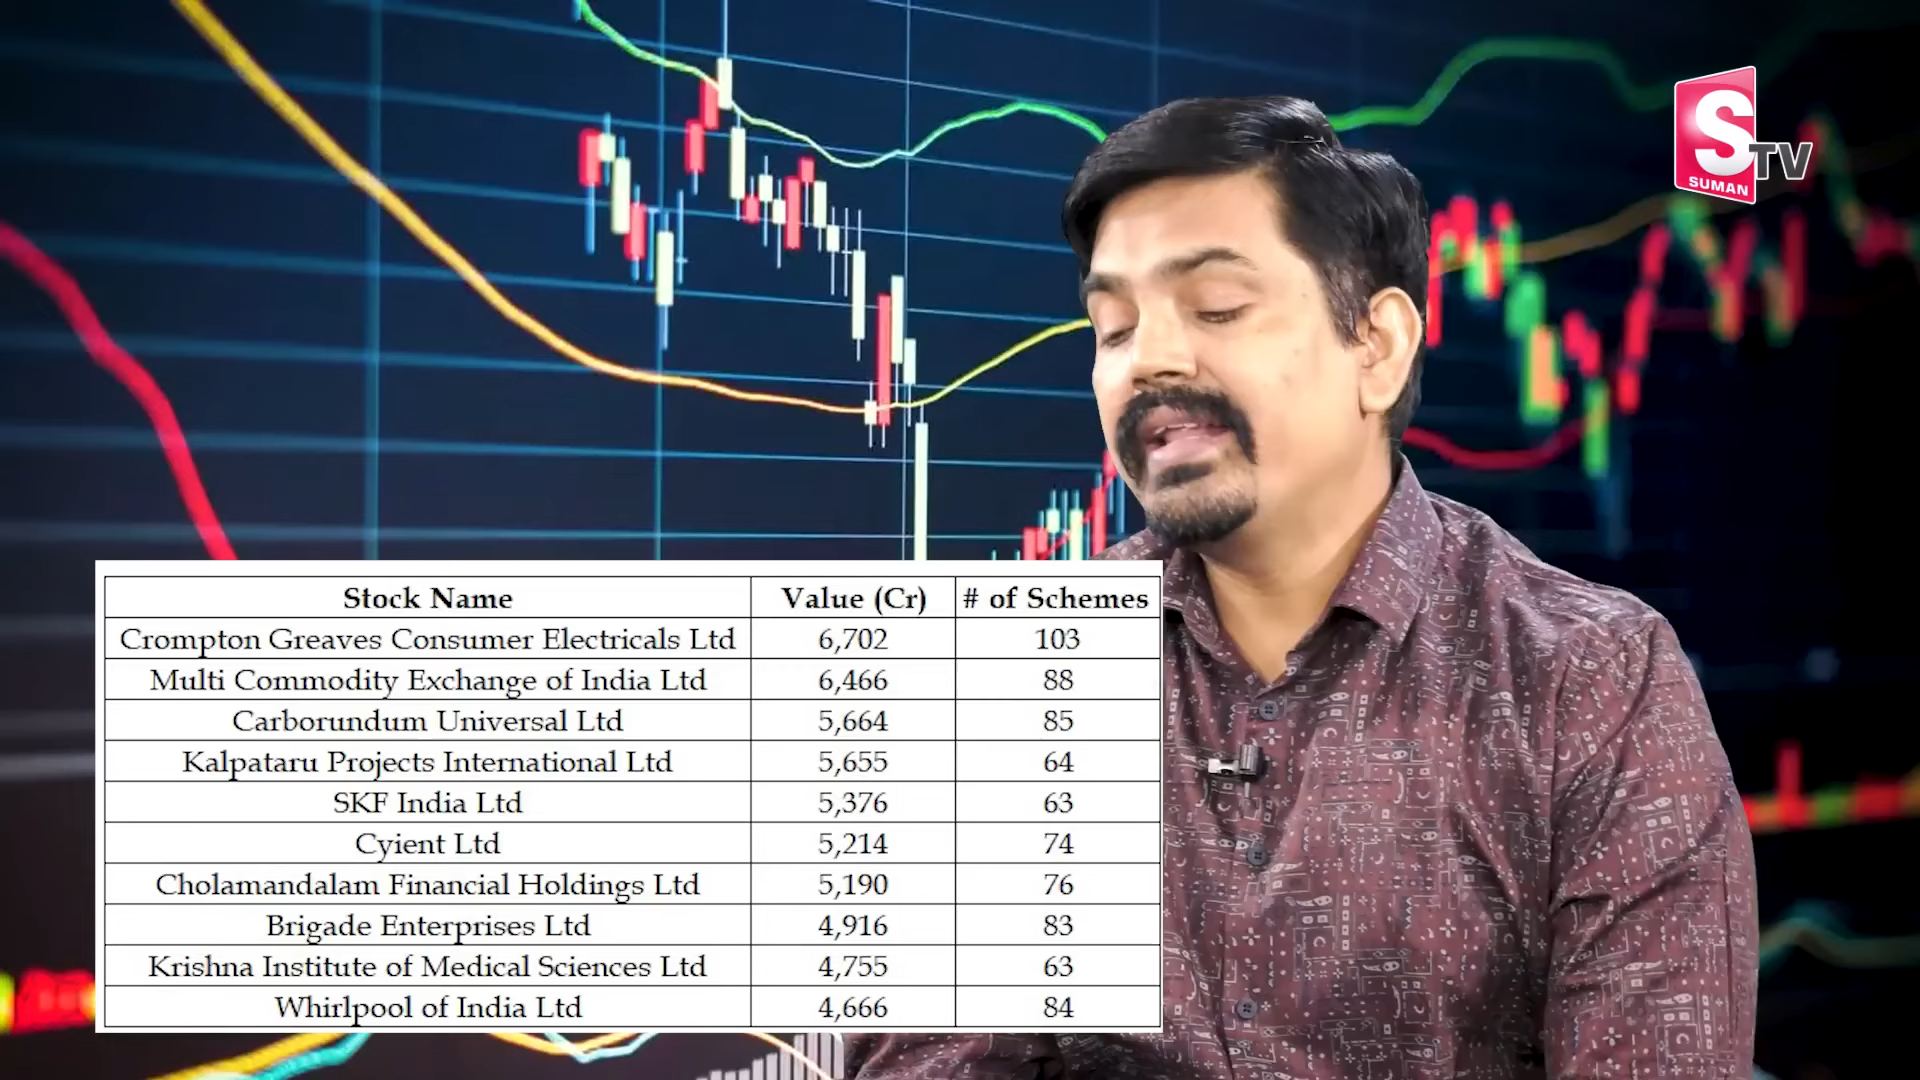 S TV
SUMAN
Stock Name Value (Cr) # of Schemes
Crompton Greaves Consumer Electricals Ltd 6,702 103
Multi Commodity Exchange of India Ltd 6,466 88
Carborundum Universal Ltd 5,664 85
Kalpataru Projects International Ltd 5,655 64
SKF India Ltd 5,376 63
Cyient Ltd 5,214 74
Cholamandalam Financial Holdings Ltd 5,190 76
Brigade Enterprises Ltd 4,916 83
Krishna Institute of Medical Sciences Ltd 4,755 63
Whirlpool of India Ltd 4,666 84